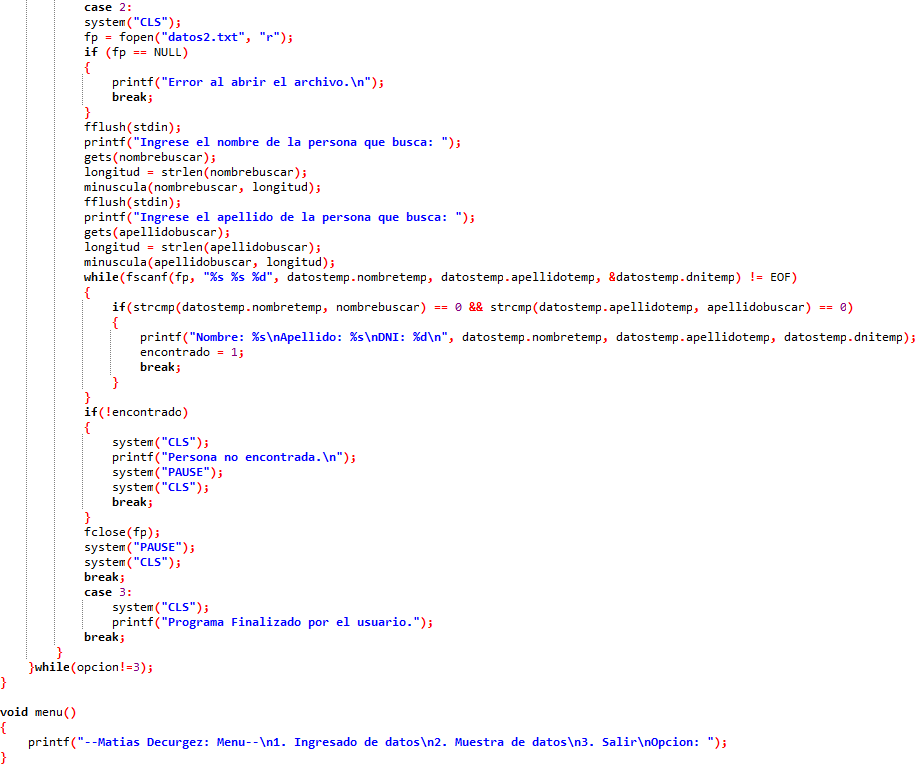 case 2:
system("CLS");
fp = fopen("datos2.txt", "r");
if (fp == NULL)
{
printf("Error al abrir el archivo.\n");
break;
}
fflush(stdin);
printf("Ingrese el nombre de la persona que busca: ");
gets(nombrebuscar);
longitud = strlen(nombrebuscar);
minuscula(nombrebuscar, longitud);
fflush(stdin);
printf("Ingrese el apellido de la persona que busca: ");
gets(apellidobuscar);
longitud = strlen(apellidobuscar);
minuscula(apellidobuscar, longitud);
while(fscanf(fp, "%s %s %d", datostemp.nombretemp, datostemp.apellidotemp, &datostemp.dnitemp) != EOF)
{
if(strcmp(datostemp.nombretemp, nombrebuscar) == 0 && strcmp(datostemp.apellidotemp, apellidobuscar) == 0)
{
printf("Nombre: %s\nApellido: %s\nDNI: %d\n", datostemp.nombretemp, datostemp.apellidotemp, datostemp.dnitemp);
encontrado = 1;
break;
}
}
if(!encontrado)
{
system("CLS");
printf("Persona no encontrada.\n");
system("PAUSE");
system("CLS");
break;
}
fclose(fp);
system("PAUSE");
system("CLS");
break;
case 3:
system("CLS");
printf("Programa Finalizado por el usuario.");
break;
}
}while(opcion!=3);
}
void menu()
{
printf("--Matias Decurgez: Menu--\n1. Ingresado de datos\n2. Muestra de datos\n3. Salir\nOpcion: ");
}